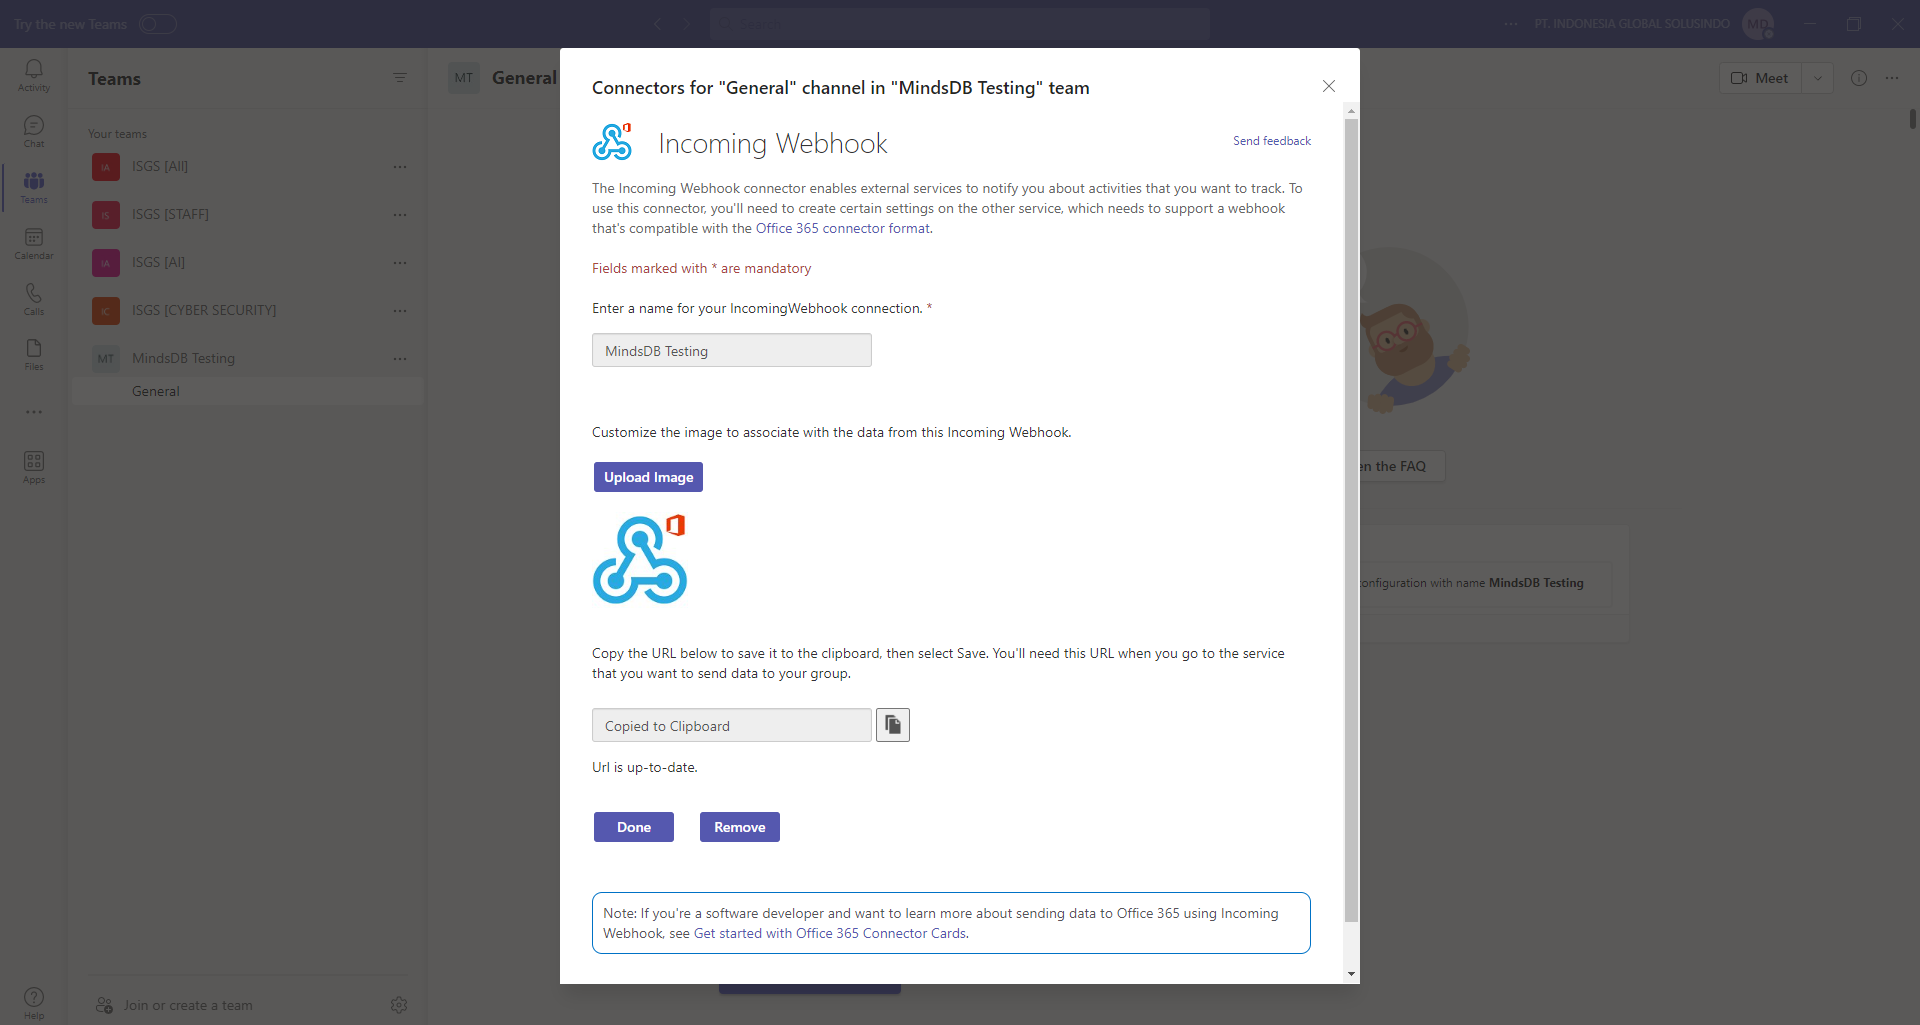 Try the new Teams
Search
PT. INDONESIA GLOBAL SOLUSINDO
Activity
Chat
Teams
Calendar
Calls
Files
Apps
Help
Teams
Your teams
IA ISGS [All]
IS ISGS [STAFF]
IA ISGS [AI]
IC ISGS [CYBER SECURITY]
MT MindsDB Testing
General
Join or create a team
MT General
Meet
Connectors for "General" channel in "MindsDB Testing" team
Incoming Webhook
Send feedback
The Incoming Webhook connector enables external services to notify you about activities that you want to track. To
use this connector, you'll need to create certain settings on the other service, which needs to support a webhook
that's compatible with the Office 365 connector format.
Fields marked with * are mandatory
Enter a name for your IncomingWebhook connection. *
MindsDB Testing
Customize the image to associate with the data from this Incoming Webhook.
Upload Image
Copy the URL below to save it to the clipboard, then select Save. You'll need this URL when you go to the service
that you want to send data to your group.
Copied to Clipboard
Url is up-to-date.
Done
Remove
Note: If you're a software developer and want to learn more about sending data to Office 365 using Incoming
Webhook, see Get started with Office 365 Connector Cards.
en the FAQ
onfiguration with name MindsDB Testing